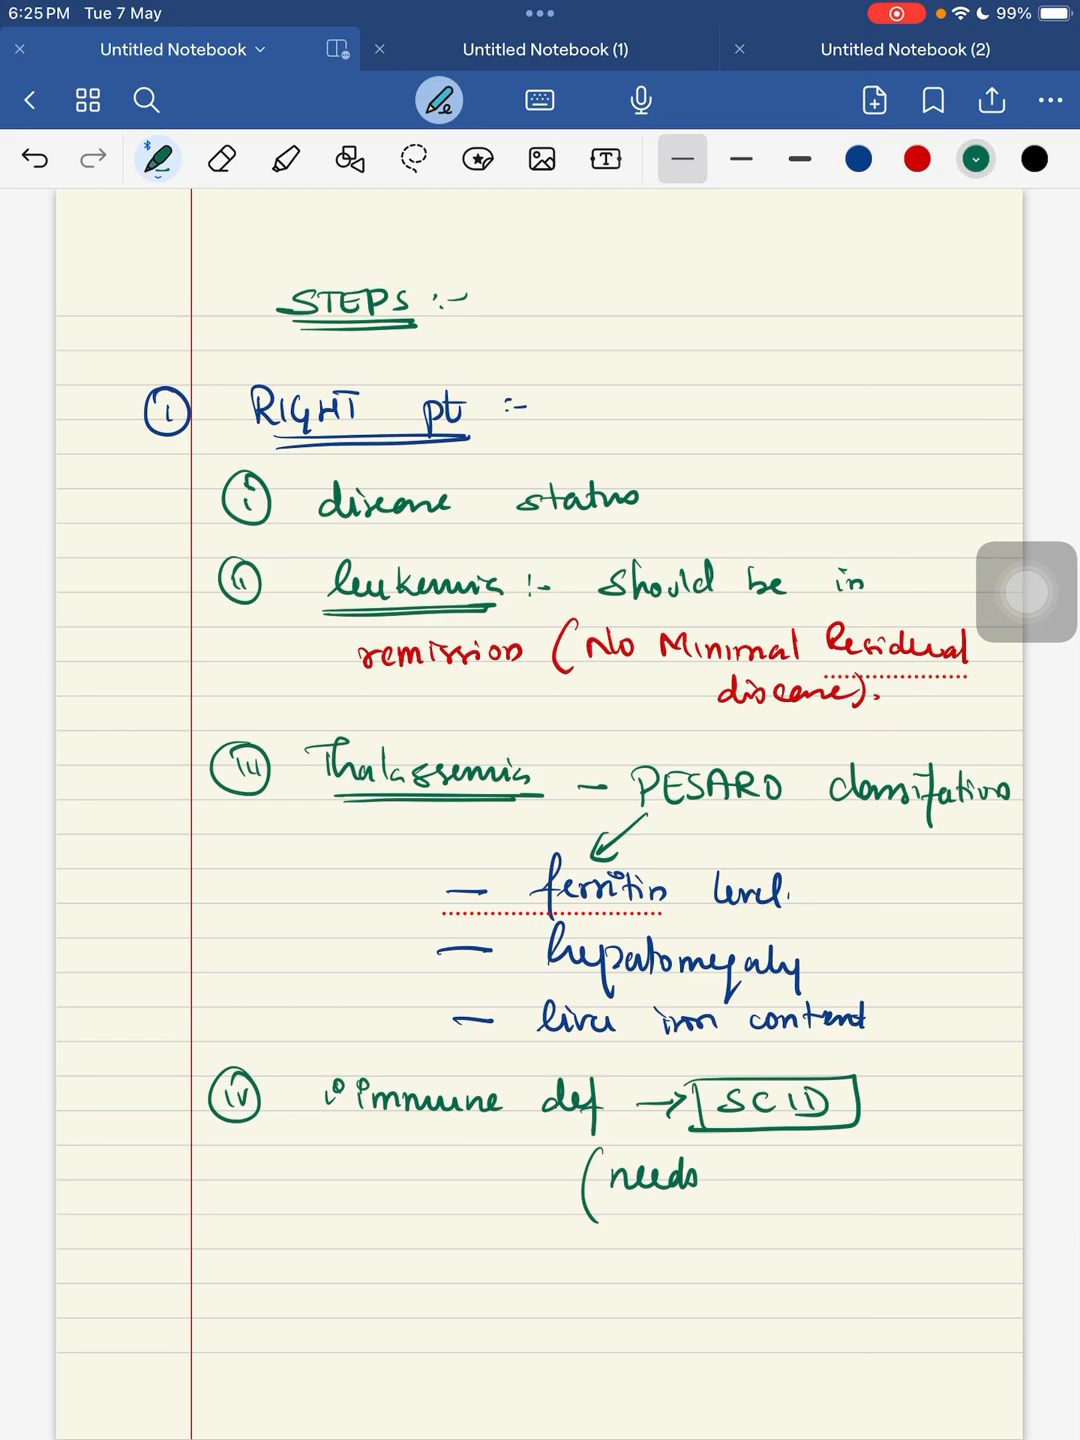 6:25 PM Tue 7 May 99%
Untitled Notebook Untitled Notebook (1) Untitled Notebook (2)
STEPS :-
1 RIGHT pt :-
i disease status
ii leukemia :- should be in
remission (No Minimal Residual
disease).
iii Thalassemia - PESARO classification
- ferritin level.
- hepatomegaly
- liver iron content
iv immune def → SCID
(needs